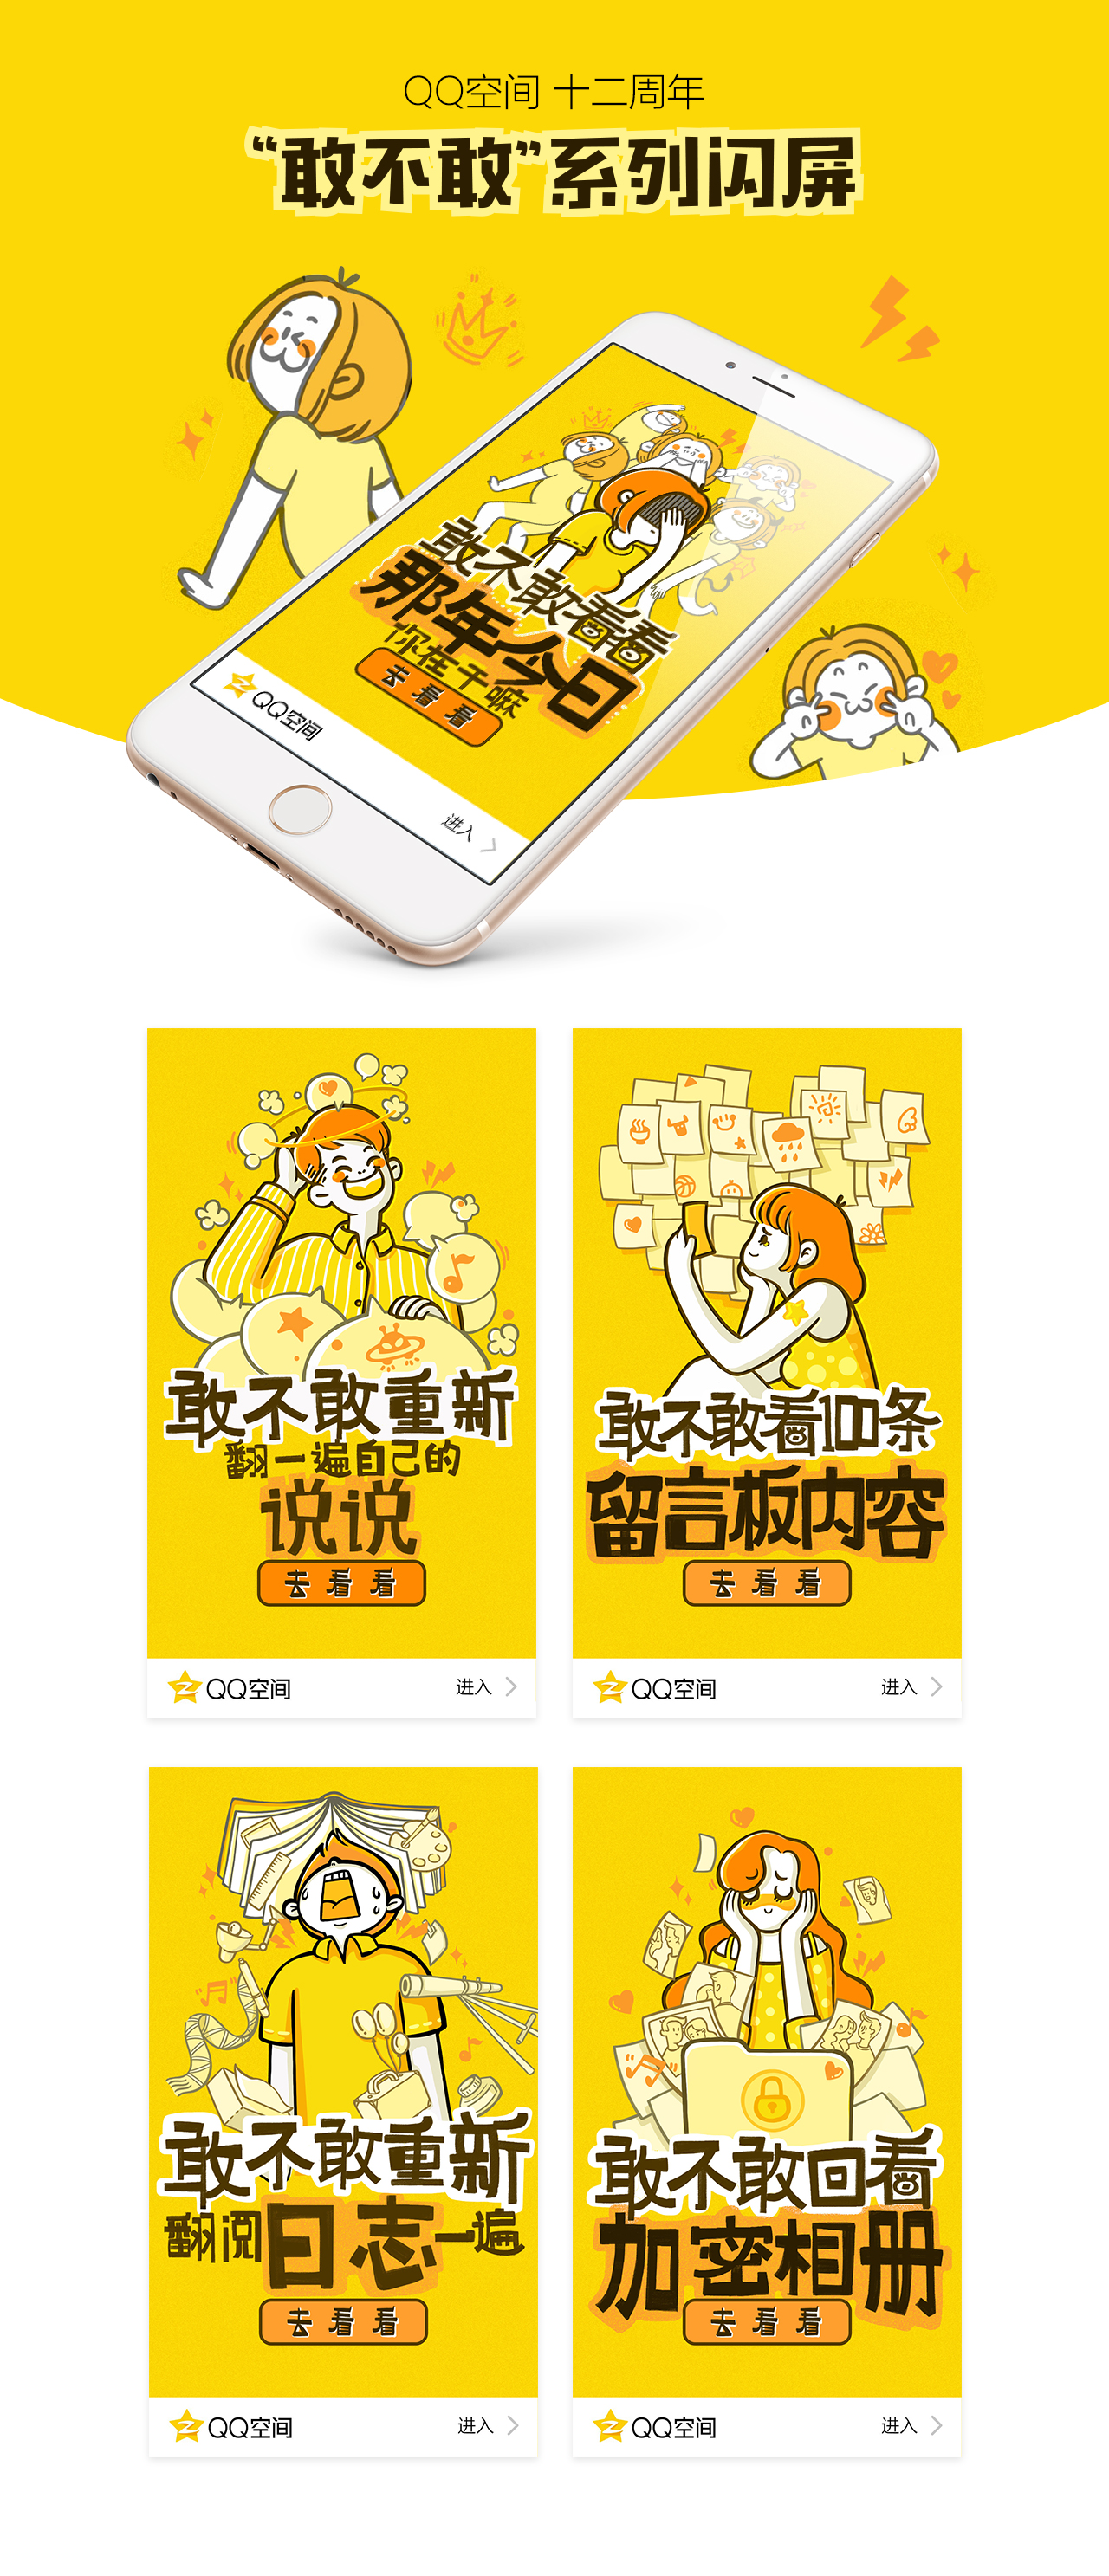 QQ空间 十二周年
“敢不敢”系列闪屏
敢不敢看看
那年今日
你在干嘛
去看看
QQ空间
进入
敢不敢重新
翻一遍自己的
说说
去看看
QQ空间
进入
敢不敢看100条
留言板内容
去看看
QQ空间
进入
敢不敢重新
翻阅日志一遍
去看看
QQ空间
进入
敢不敢回看
加密相册
去看看
QQ空间
进入